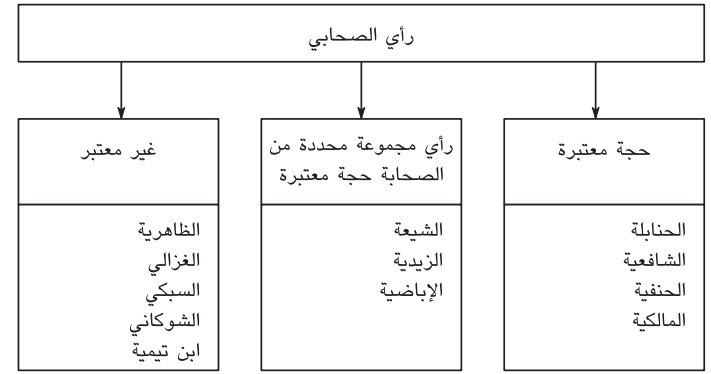 رأي الصحابي
حجة معتبرة
الحنابلة
الشافعية
الحنفية
المالكية
رأي مجموعة محددة من
الصحابة حجة معتبرة
الشيعة
الزيدية
الإباضية
غير معتبر
الظاهرية
الغزالي
السبكي
الشوكاني
ابن تيمية